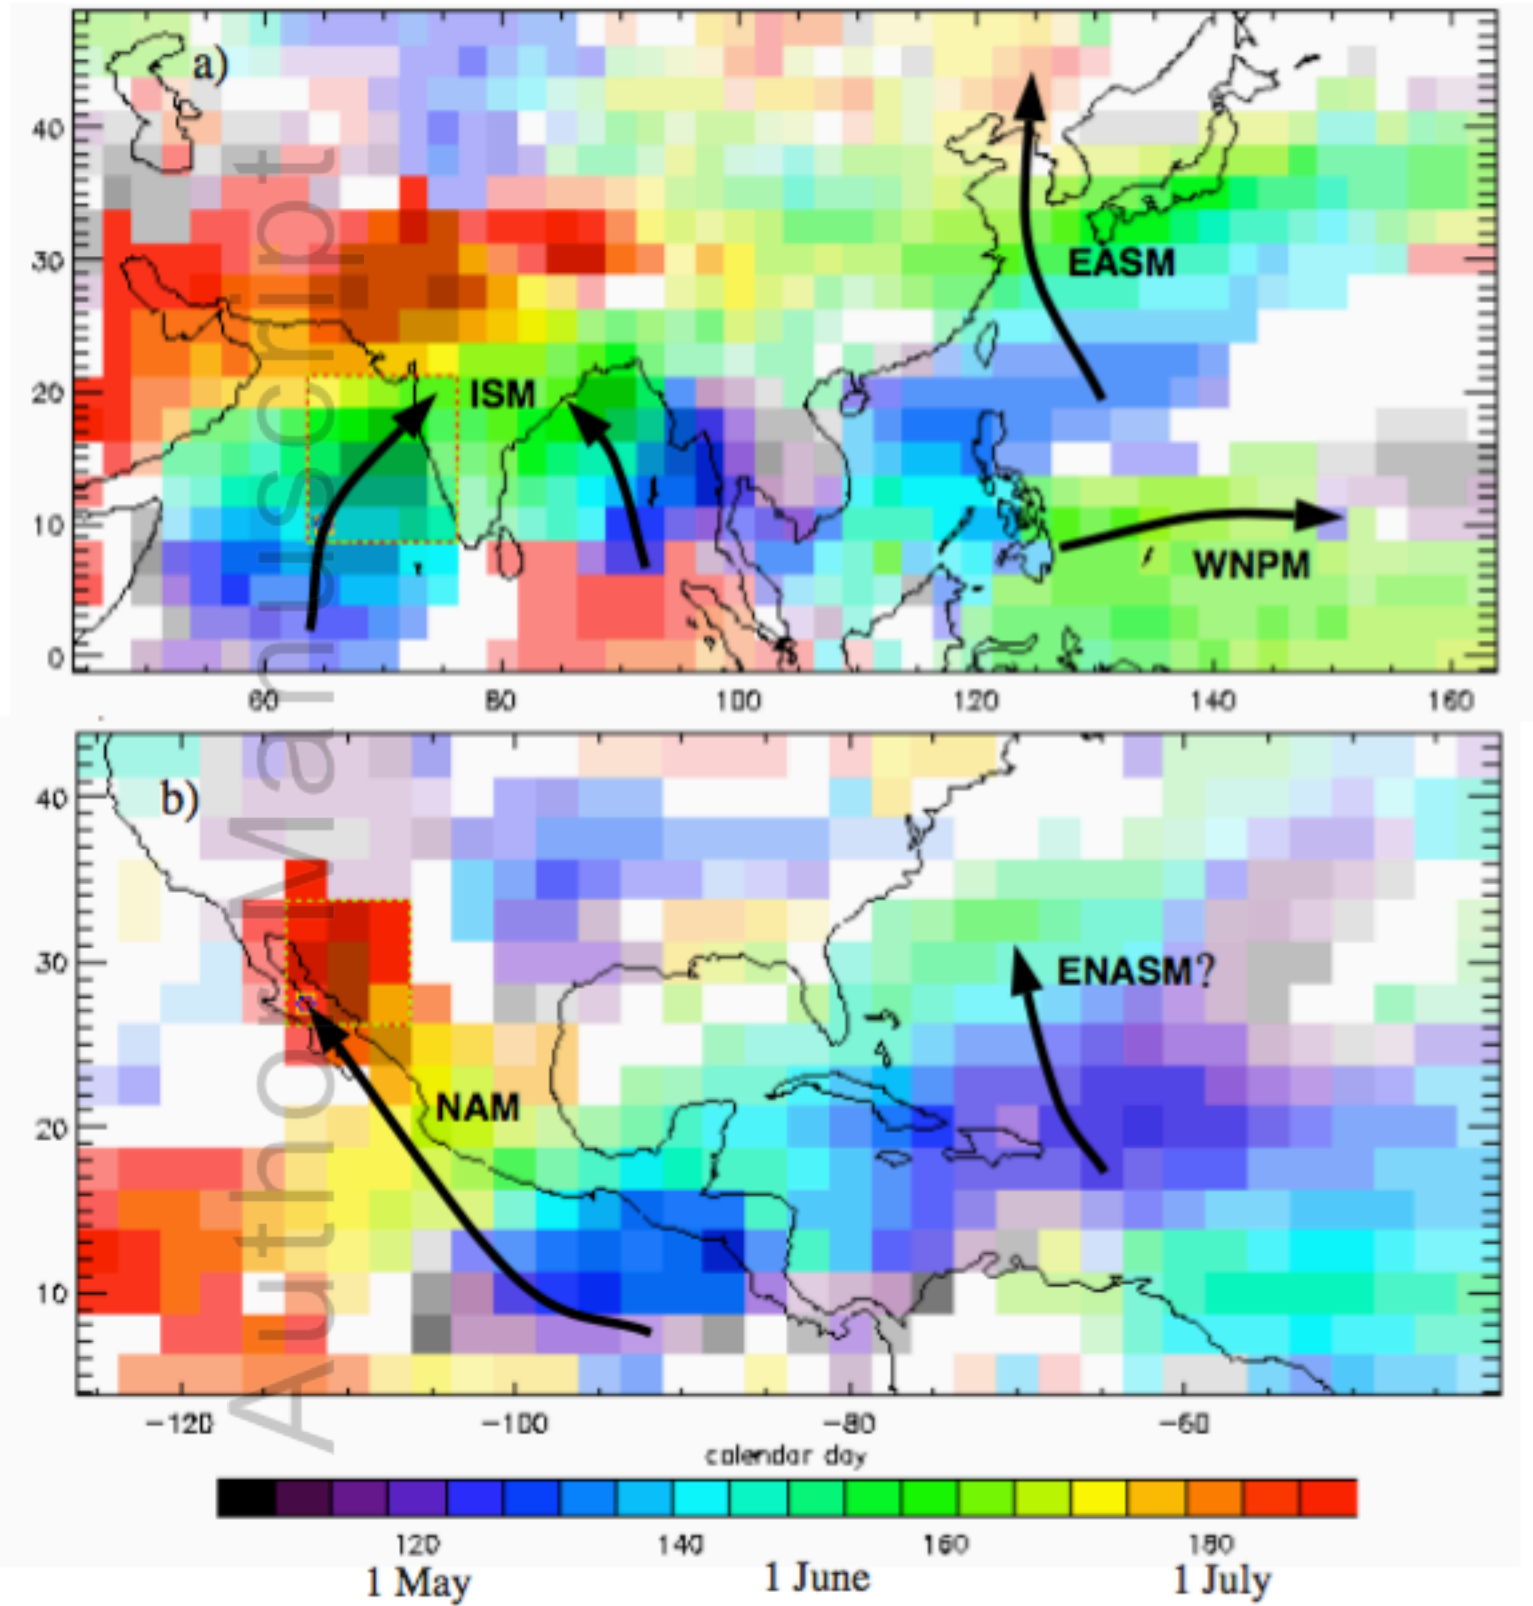 a)
40
30
20
10
0
EASM
ISM
WNPM
60 80 100 120 140 160
b)
40
30
20
10
ENASM?
NAM
−120 −100 −80 −60
calendar day
120 140 160 180
1 May 1 June 1 July
Author Manuscript